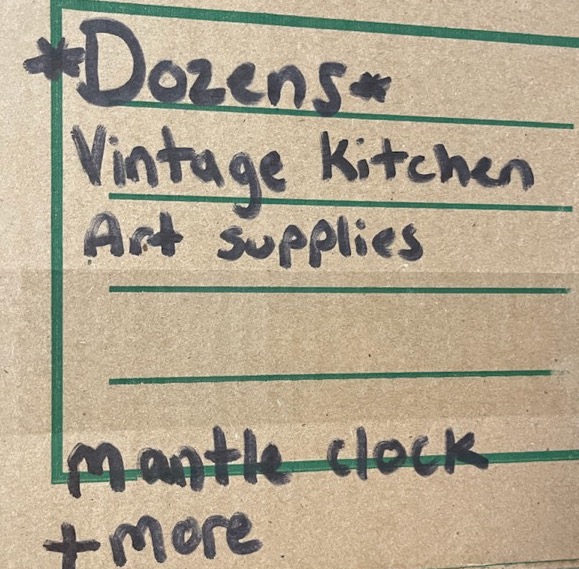 *Dozens*
Vintage Kitchen
Art supplies
Mantle clock
+ more